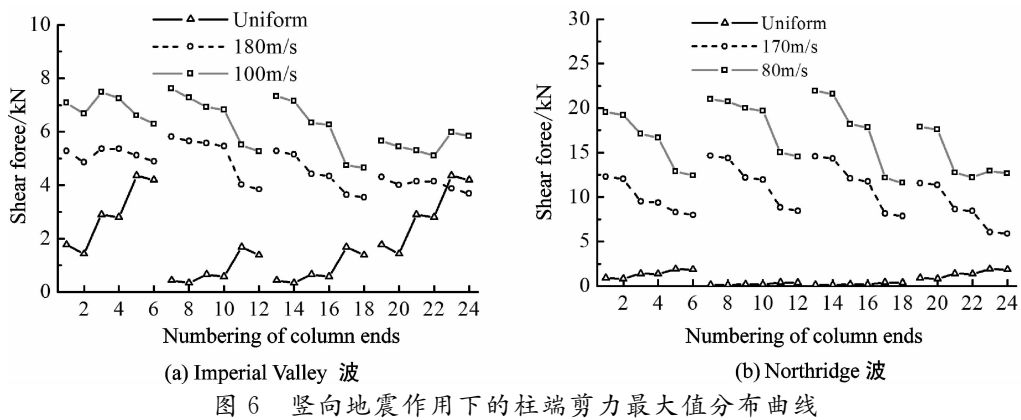 Uniform
180m/s
100m/s
10
8
6
4
2
0
Shear foree/kN
2 4 6 8 10 12 14 16 18 20 22 24
Numbering of column ends
(a) Imperial Valley 波
Uniform
170m/s
80m/s
30
25
20
15
10
5
0
Shear foree/kN
2 4 6 8 10 12 14 16 18 20 22 24
Numbering of column ends
(b) Northridge 波
图 6 竖向地震作用下的柱端剪力最大值分布曲线